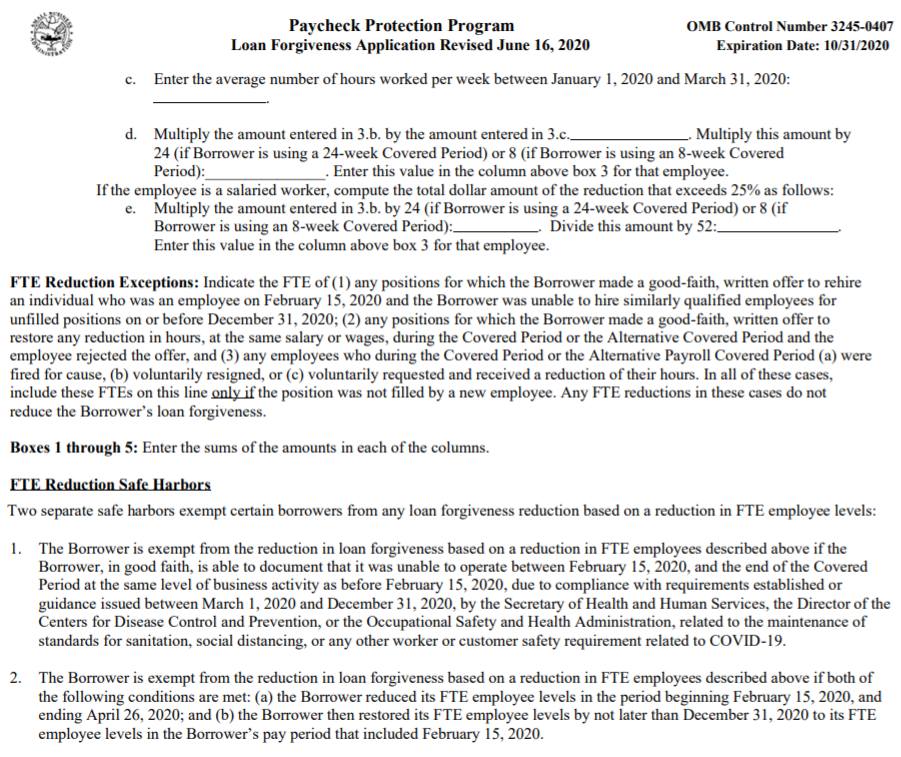 Paycheck Protection Program
OMB Control Number 3245-0407
Loan Forgiveness Application Revised June 16, 2020
Expiration Date: 10/31/2020
c. Enter the average number of hours worked per week between January 1, 2020 and March 31, 2020:
_______________.
d. Multiply the amount entered in 3.b. by the amount entered in 3.c.________________. Multiply this amount by
24 (if Borrower is using a 24-week Covered Period) or 8 (if Borrower is using an 8-week Covered
Period):________________. Enter this value in the column above box 3 for that employee.
If the employee is a salaried worker, compute the total dollar amount of the reduction that exceeds 25% as follows:
e. Multiply the amount entered in 3.b. by 24 (if Borrower is using a 24-week Covered Period) or 8 (if
Borrower is using an 8-week Covered Period):___________. Divide this amount by 52:________________.
Enter this value in the column above box 3 for that employee.
FTE Reduction Exceptions: Indicate the FTE of (1) any positions for which the Borrower made a good-faith, written offer to rehire
an individual who was an employee on February 15, 2020 and the Borrower was unable to hire similarly qualified employees for
unfilled positions on or before December 31, 2020; (2) any positions for which the Borrower made a good-faith, written offer to
restore any reduction in hours, at the same salary or wages, during the Covered Period or the Alternative Covered Period and the
employee rejected the offer, and (3) any employees who during the Covered Period or the Alternative Payroll Covered Period (a) were
fired for cause, (b) voluntarily resigned, or (c) voluntarily requested and received a reduction of their hours. In all of these cases,
include these FTEs on this line only if the position was not filled by a new employee. Any FTE reductions in these cases do not
reduce the Borrower's loan forgiveness.
Boxes 1 through 5: Enter the sums of the amounts in each of the columns.
FTE Reduction Safe Harbors
Two separate safe harbors exempt certain borrowers from any loan forgiveness reduction based on a reduction in FTE employee levels:
1. The Borrower is exempt from the reduction in loan forgiveness based on a reduction in FTE employees described above if the
Borrower, in good faith, is able to document that it was unable to operate between February 15, 2020, and the end of the Covered
Period at the same level of business activity as before February 15, 2020, due to compliance with requirements established or
guidance issued between March 1, 2020 and December 31, 2020, by the Secretary of Health and Human Services, the Director of the
Centers for Disease Control and Prevention, or the Occupational Safety and Health Administration, related to the maintenance of
standards for sanitation, social distancing, or any other worker or customer safety requirement related to COVID-19.
2. The Borrower is exempt from the reduction in loan forgiveness based on a reduction in FTE employees described above if both of
the following conditions are met: (a) the Borrower reduced its FTE employee levels in the period beginning February 15, 2020, and
ending April 26, 2020; and (b) the Borrower then restored its FTE employee levels by not later than December 31, 2020 to its FTE
employee levels in the Borrower's pay period that included February 15, 2020.